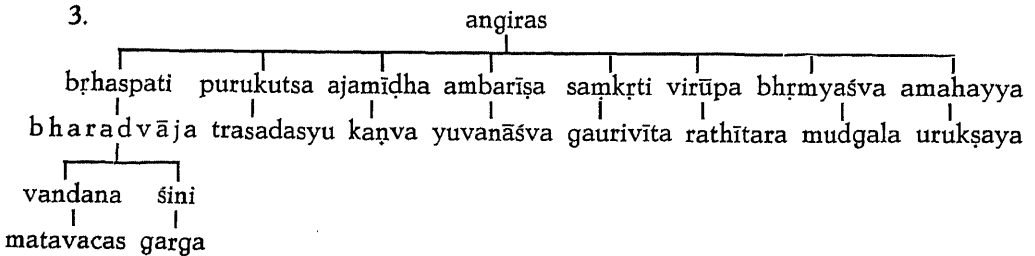 3.
angiras
bṛhaspati purukutsa ajamīḍha ambarīṣa saṃkṛti virūpa bhṛmyaśva amahayya
bharadvāja trasadasyu kaṇva yuvanāśva gaurivīta rathītara mudgala urukṣaya
vandana śini
matavacas garga